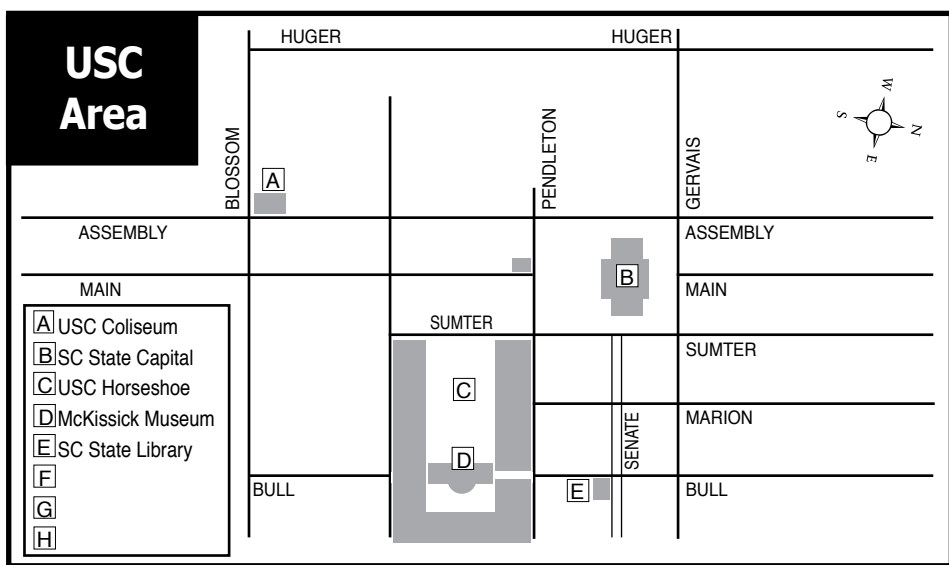 USC
Area
HUGER
HUGER
BLOSSOM
PENDLETON
GERVAIS
W
S
N
E
A
ASSEMBLY
ASSEMBLY
B
MAIN
MAIN
SUMTER
SUMTER
A USC Coliseum
B SC State Capital
C USC Horseshoe
D McKissick Museum
E SC State Library
F
G
H
C
MARION
SENATE
D
BULL
E
BULL